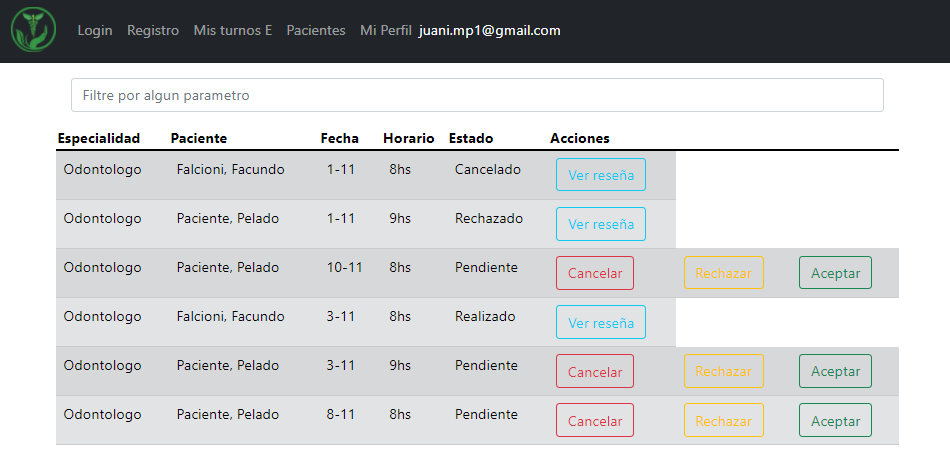 Login Registro Mis turnos E Pacientes Mi Perfil juani.mp1@gmail.com
Filtre por algun parametro
Especialidad Paciente Fecha Horario Estado Acciones
Odontologo Falcioni, Facundo 1-11 8hs Cancelado Ver reseña
Odontologo Paciente, Pelado 1-11 9hs Rechazado Ver reseña
Odontologo Paciente, Pelado 10-11 8hs Pendiente Cancelar Rechazar Aceptar
Odontologo Falcioni, Facundo 3-11 8hs Realizado Ver reseña
Odontologo Paciente, Pelado 3-11 9hs Pendiente Cancelar Rechazar Aceptar
Odontologo Paciente, Pelado 8-11 8hs Pendiente Cancelar Rechazar Aceptar